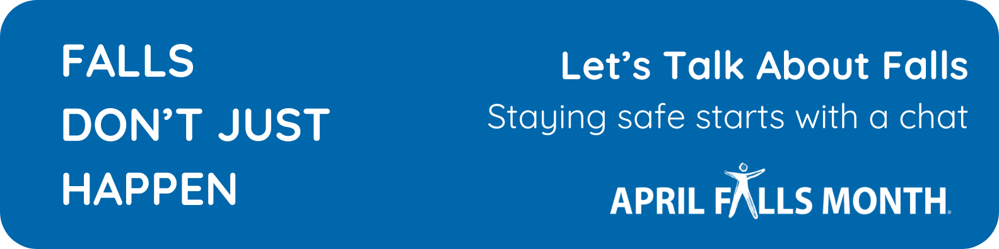 FALLS
DON’T JUST
HAPPEN
Let’s Talk About Falls
Staying safe starts with a chat
APRIL FALLS MONTH®